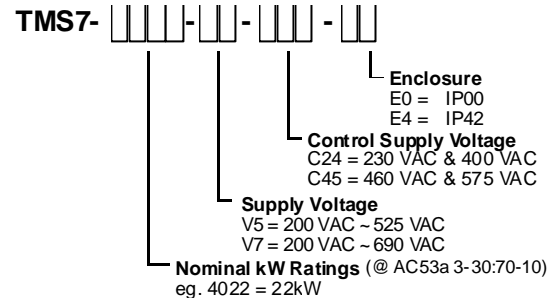 TMS7- - - -
Enclosure
E0 = IP00
E4 = IP42
Control Supply Voltage
C24 = 230 VAC & 400 VAC
C45 = 460 VAC & 575 VAC
Supply Voltage
V5 = 200 VAC ~ 525 VAC
V7 = 200 VAC ~ 690 VAC
Nominal kW Ratings (@ AC53a 3-30:70-10)
eg. 4022 = 22kW